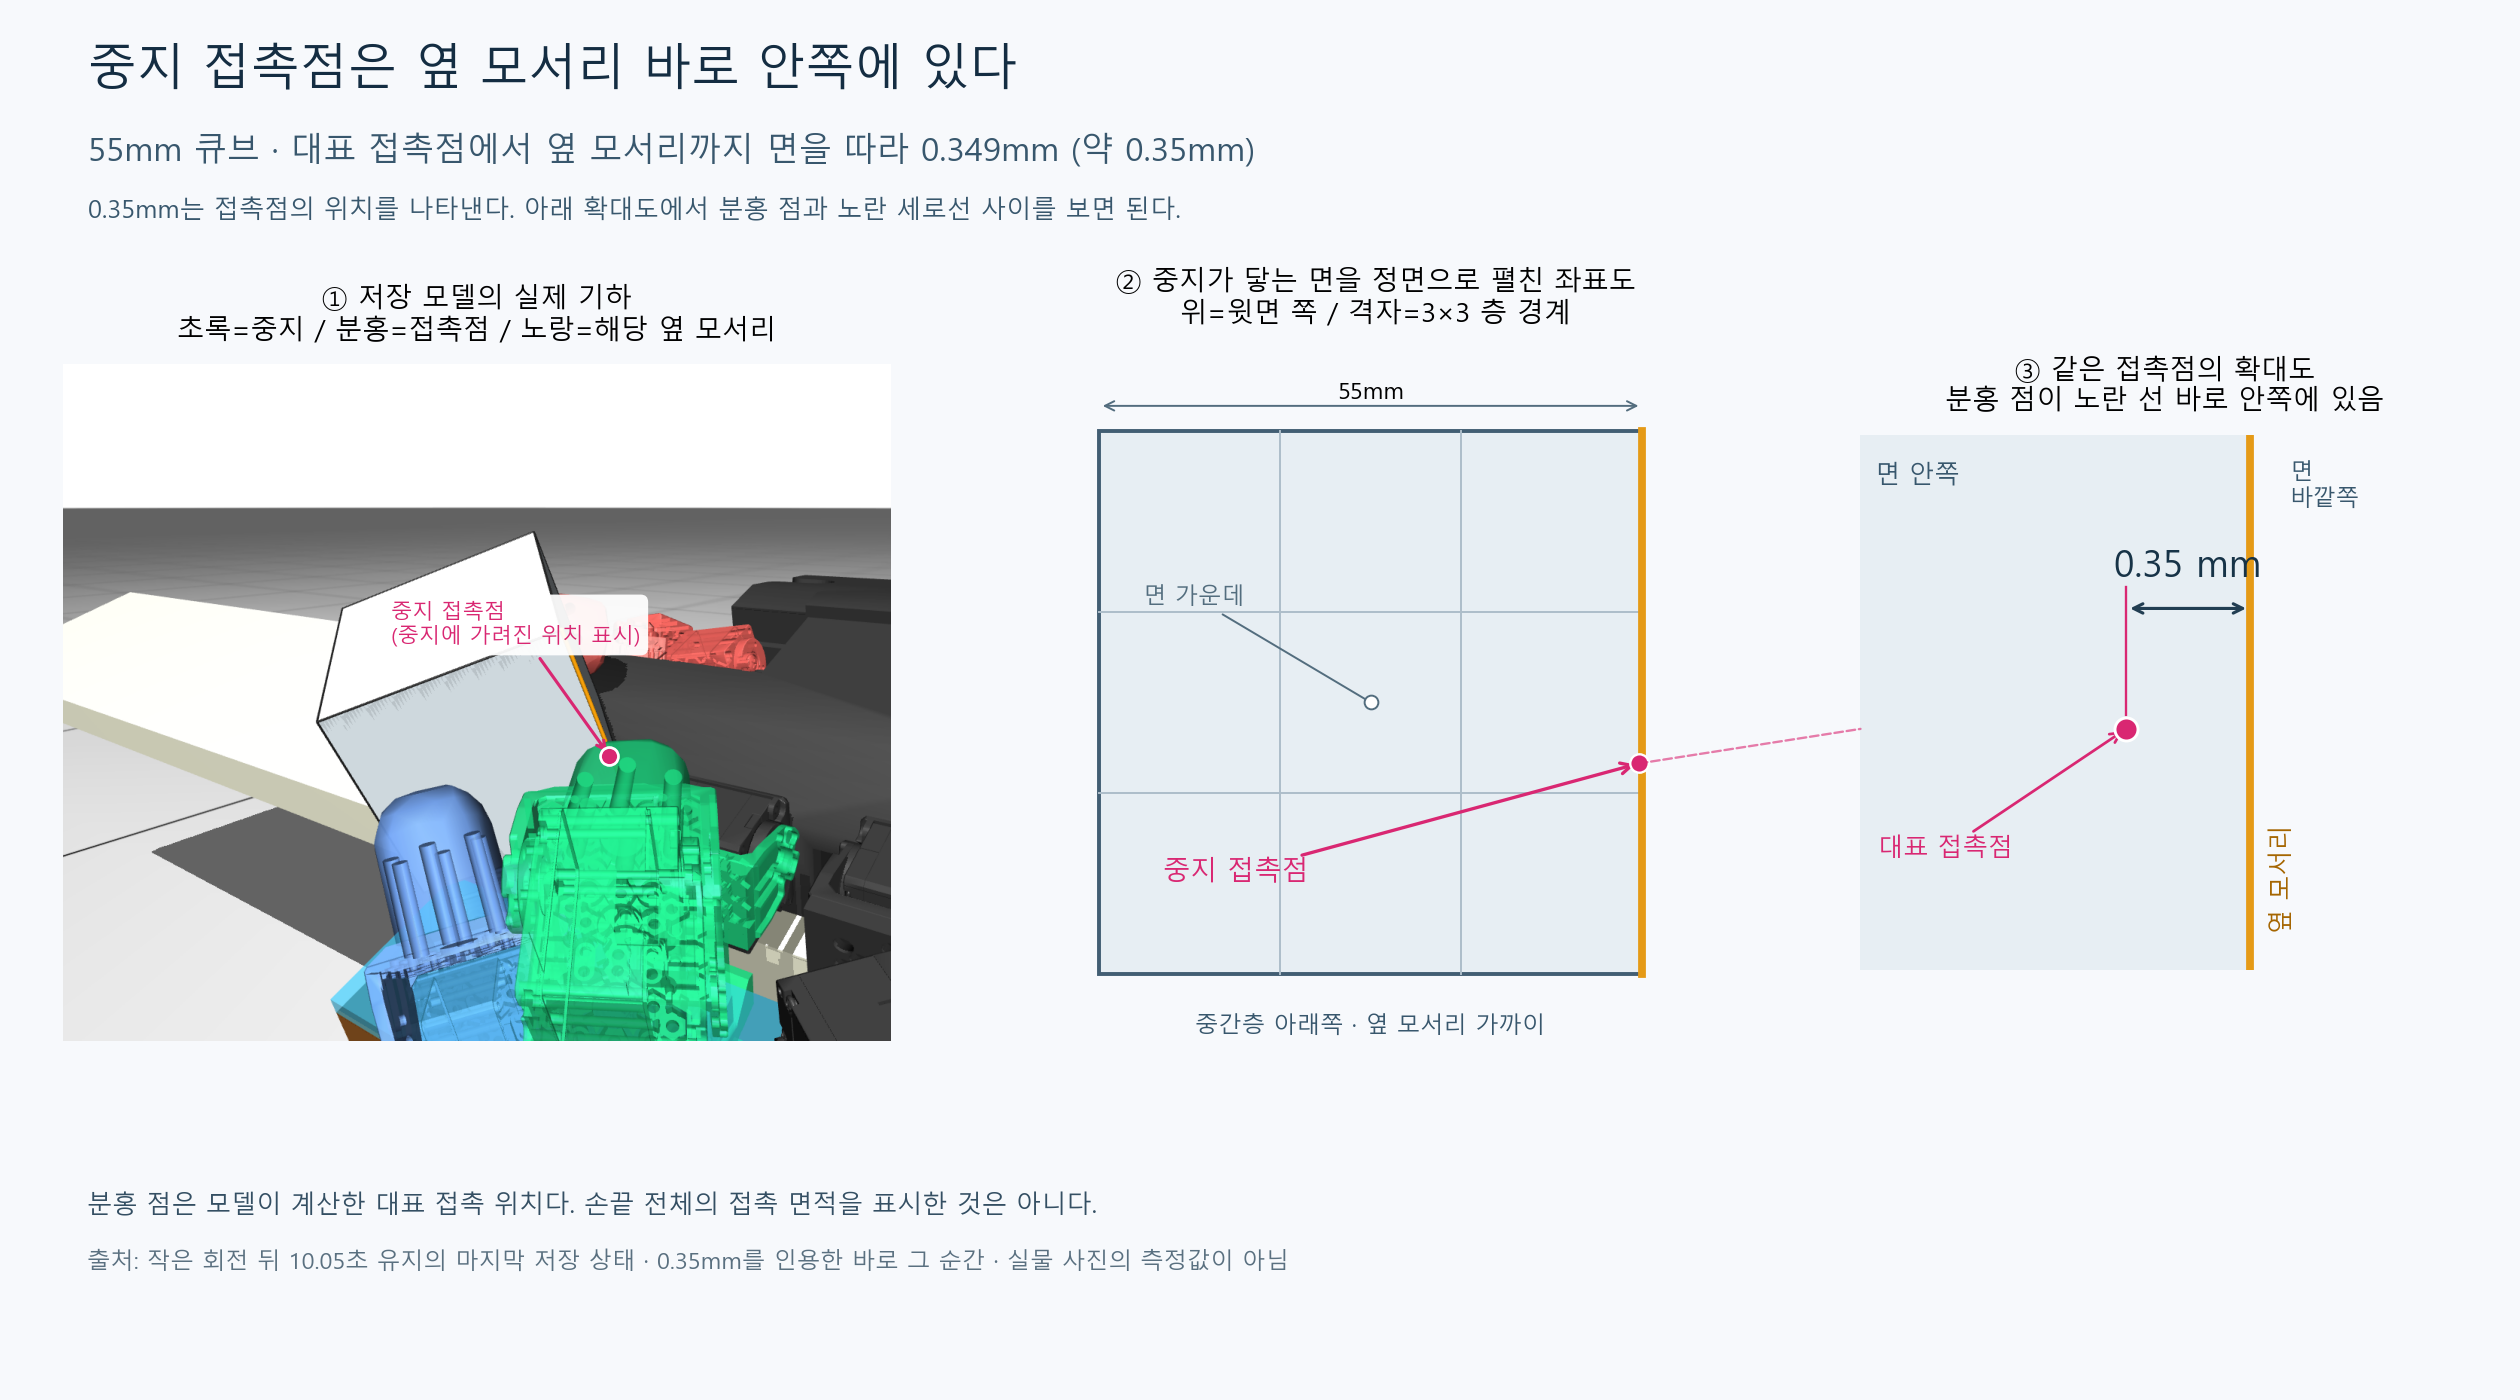 중지 접촉점은 옆 모서리 바로 안쪽에 있다
55mm 큐브 · 대표 접촉점에서 옆 모서리까지 면을 따라 0.349mm (약 0.35mm)
0.35mm는 접촉점의 위치를 나타낸다. 아래 확대도에서 분홍 점과 노란 세로선 사이를 보면 된다.
① 저장 모델의 실제 기하
초록=중지 / 분홍=접촉점 / 노랑=해당 옆 모서리
중지 접촉점
(중지에 가려진 위치 표시)
② 중지가 닿는 면을 정면으로 펼친 좌표도
위=윗면 쪽 / 격자=3×3 층 경계
55mm
면 가운데
중지 접촉점
중간층 아래쪽 · 옆 모서리 가까이
③ 같은 접촉점의 확대도
분홍 점이 노란 선 바로 안쪽에 있음
면 안쪽
면
바깥쪽
0.35 mm
대표 접촉점
옆 모서리
분홍 점은 모델이 계산한 대표 접촉 위치다. 손끝 전체의 접촉 면적을 표시한 것은 아니다.
출처: 작은 회전 뒤 10.05초 유지의 마지막 저장 상태 · 0.35mm를 인용한 바로 그 순간 · 실물 사진의 측정값이 아님